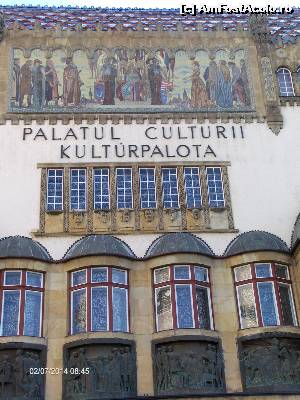 (c) AmFostAcolo.ro
PALATUL CULTURII
KULTÚRPALOTA
02/07/2014 08:45